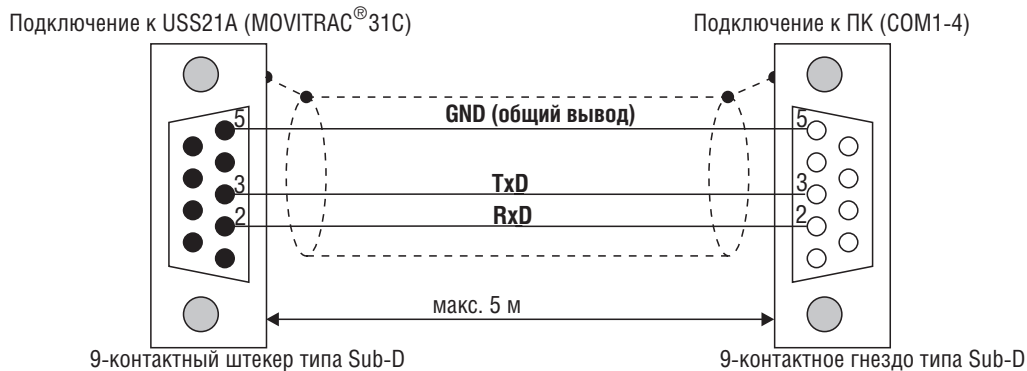 Подключение к USS21A (MOVITRAC®31C)
Подключение к ПК (COM1-4)
5
GND (общий вывод)
5
3
TxD
3
2
RxD
2
макс. 5 м
9-контактный штекер типа Sub-D
9-контактное гнездо типа Sub-D